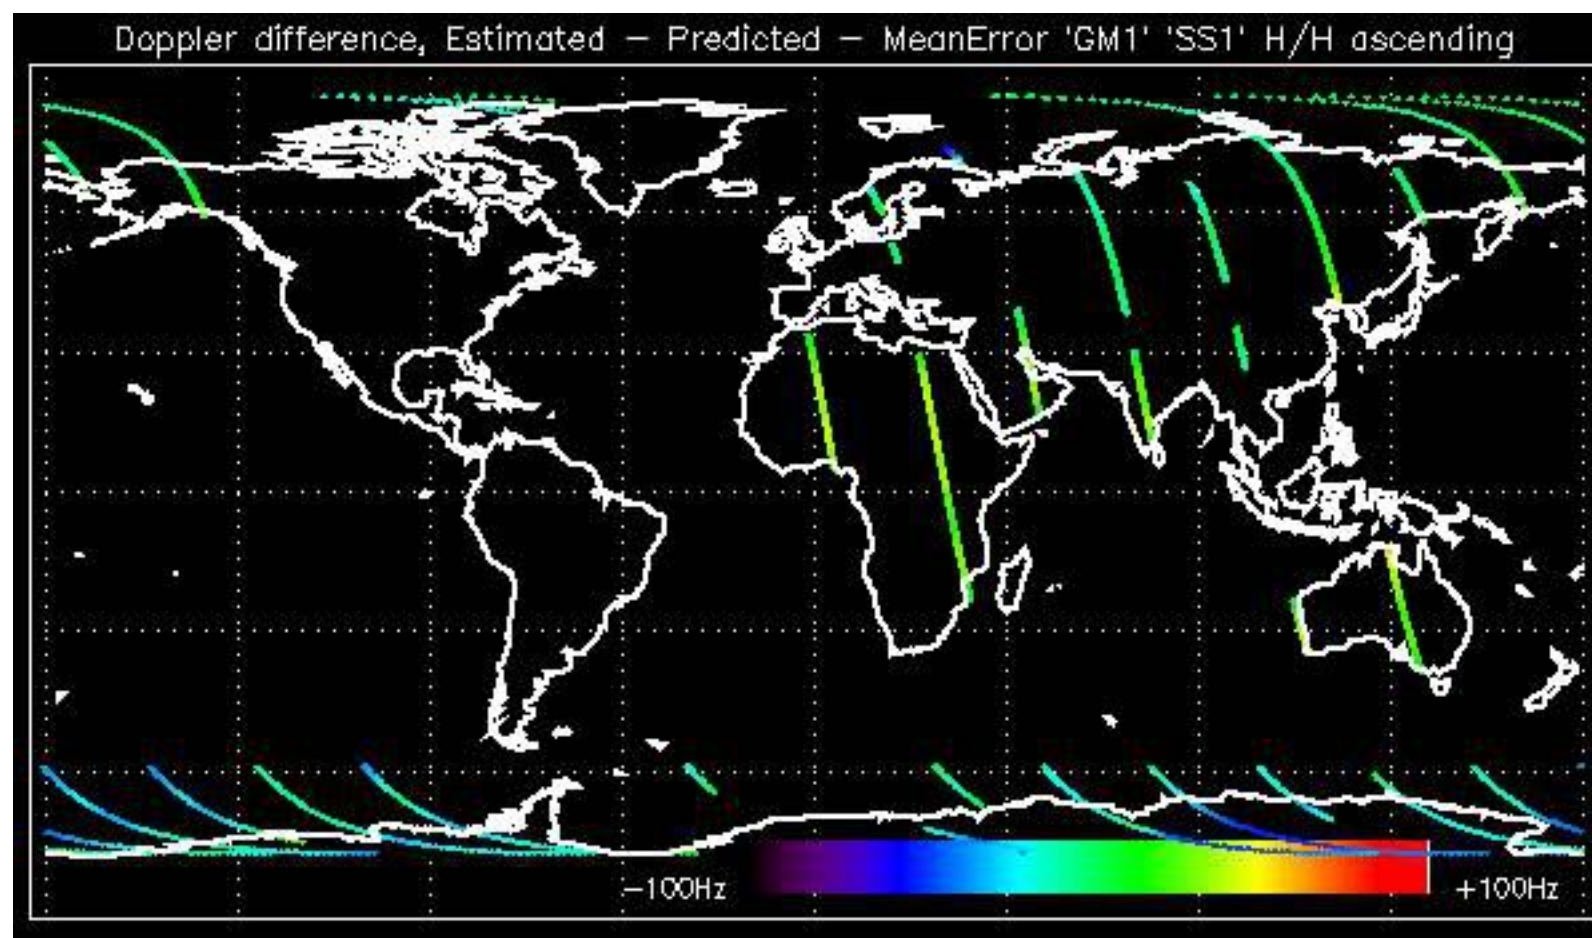 Doppler difference, Estimated – Predicted – MeanError 'GM1' 'SS1' H/H ascending
–100Hz
+100Hz